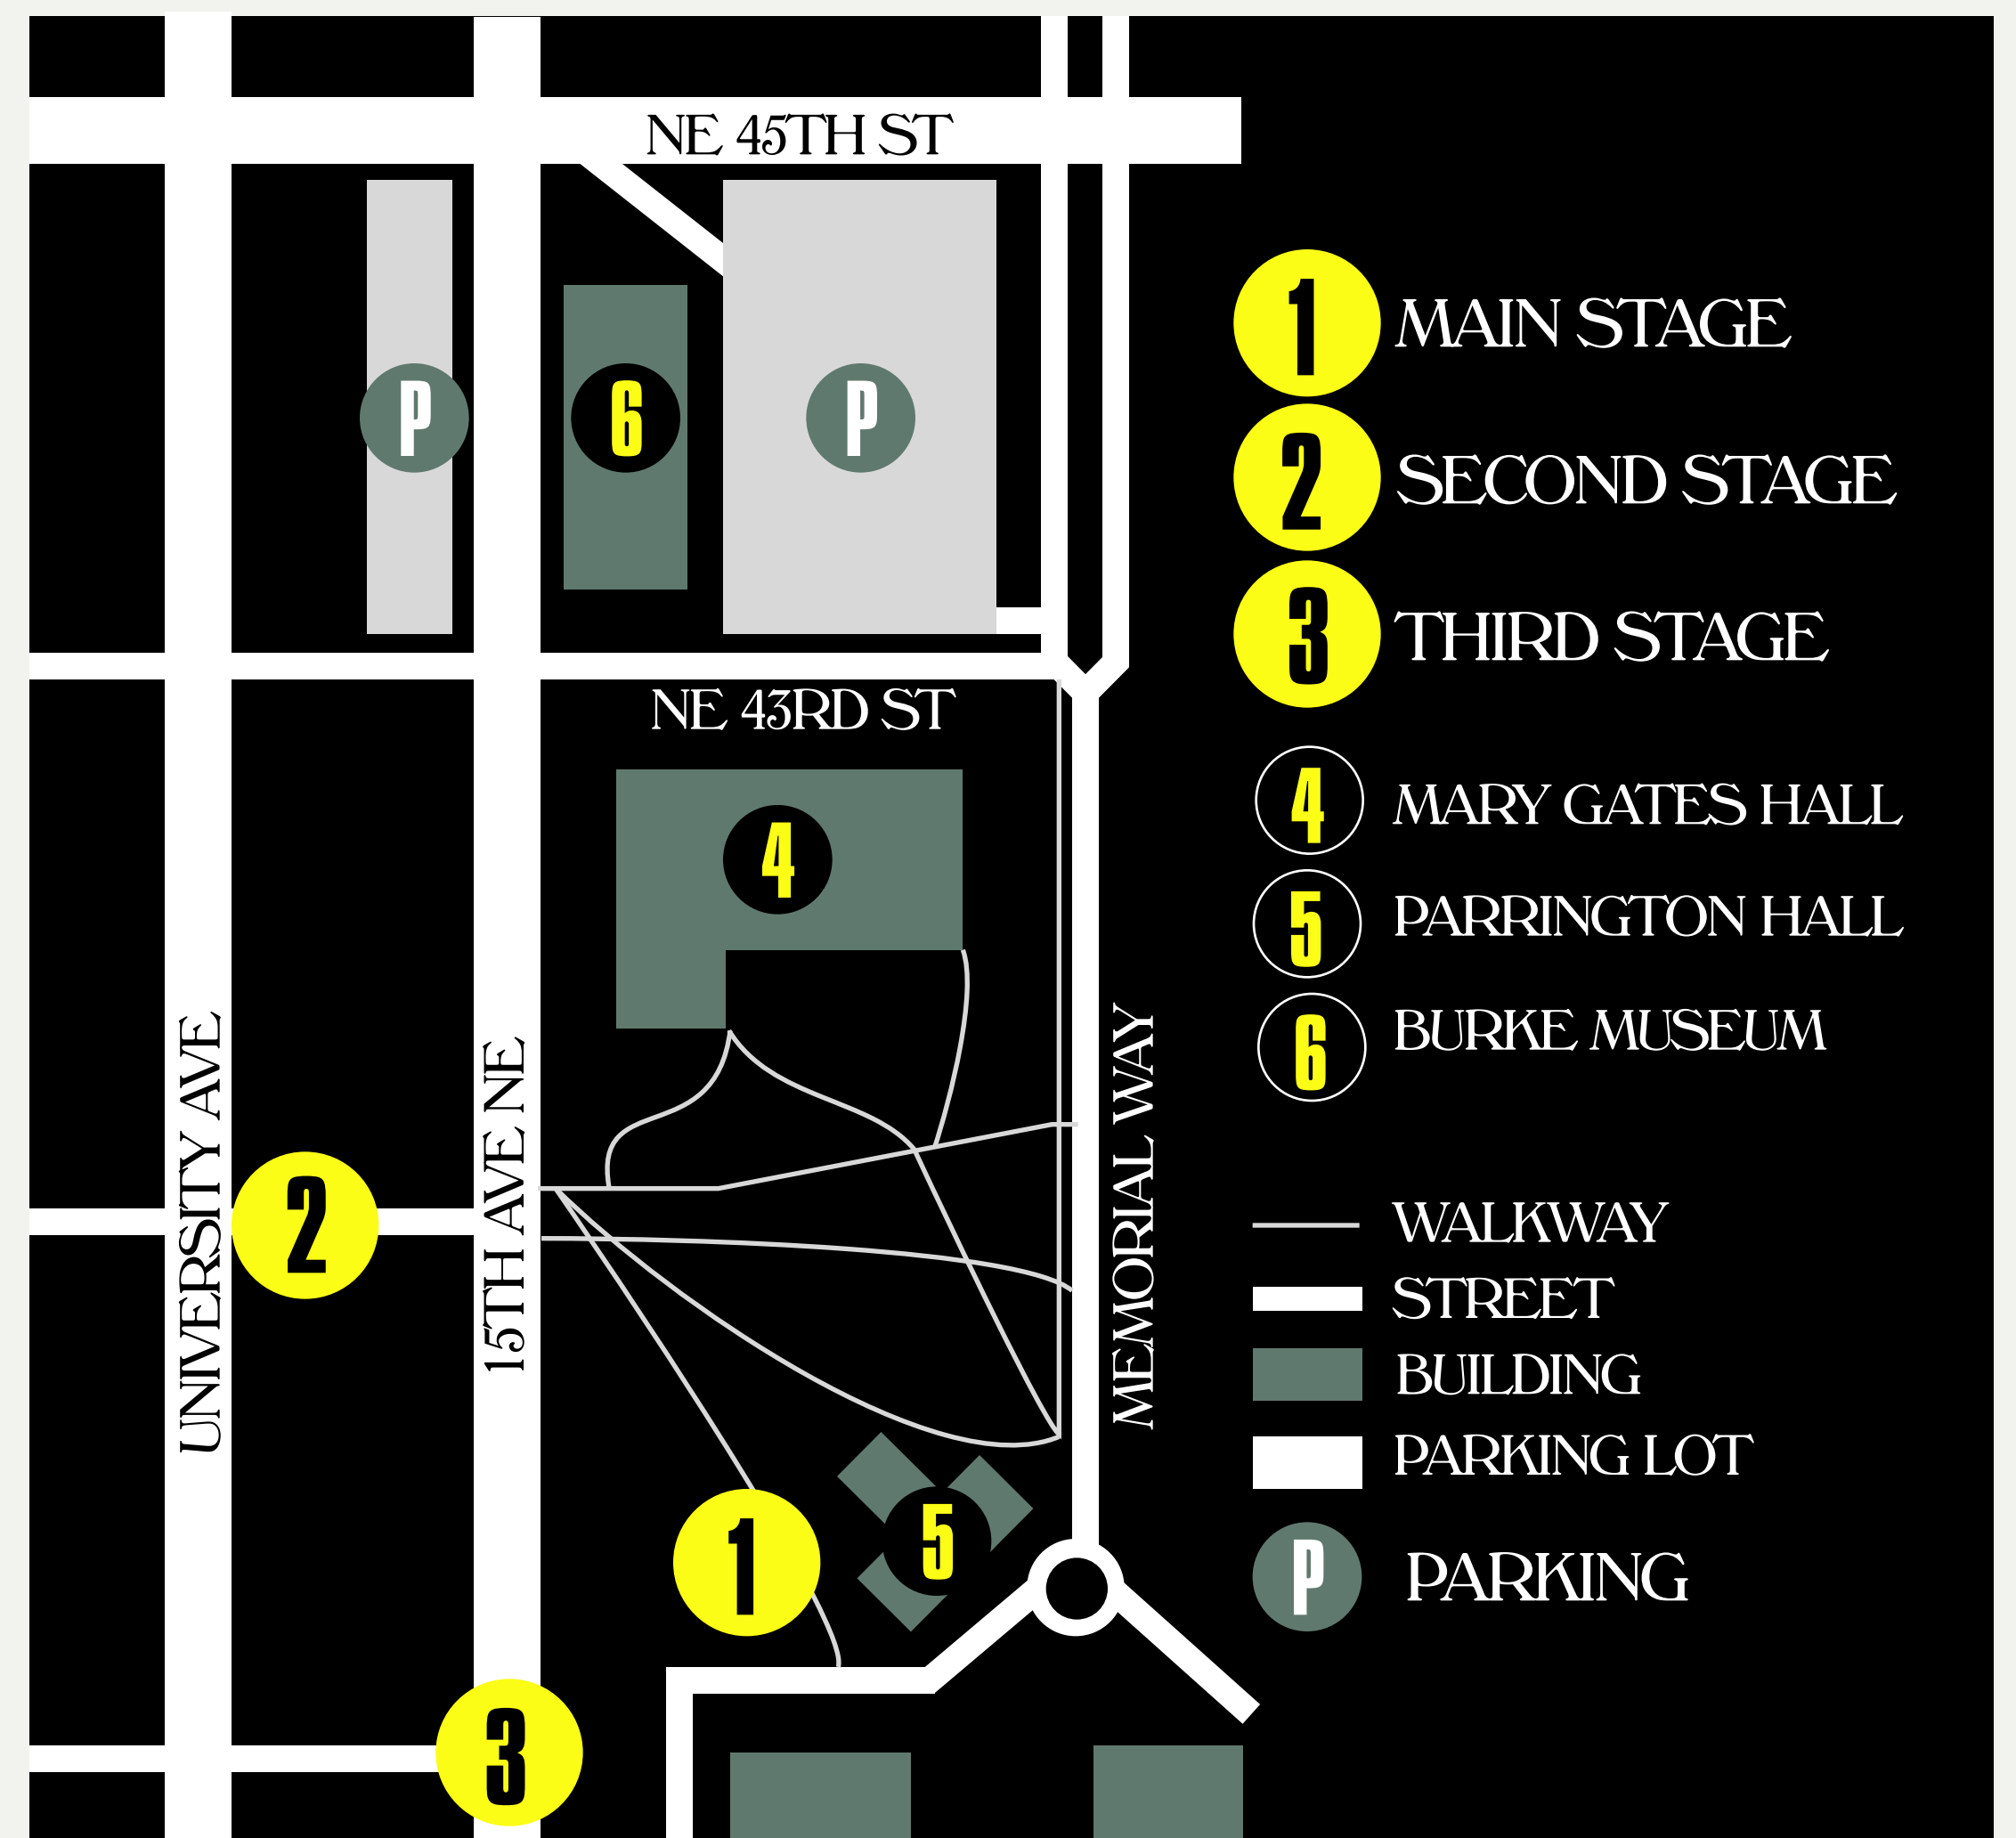 NE 45TH ST
P
6
P
NE 43RD ST
4
UNIVERSITY AVE
15TH AVE NE
MEMORIAL WAY
2
1
5
3
1 MAIN STAGE
2 SECOND STAGE
3 THIRD STAGE
4 MARY GATES HALL
5 PARRINGTON HALL
6 BURKE MUSEUM
WALKWAY
STREET
BUILDING
PARKING LOT
P PARKING